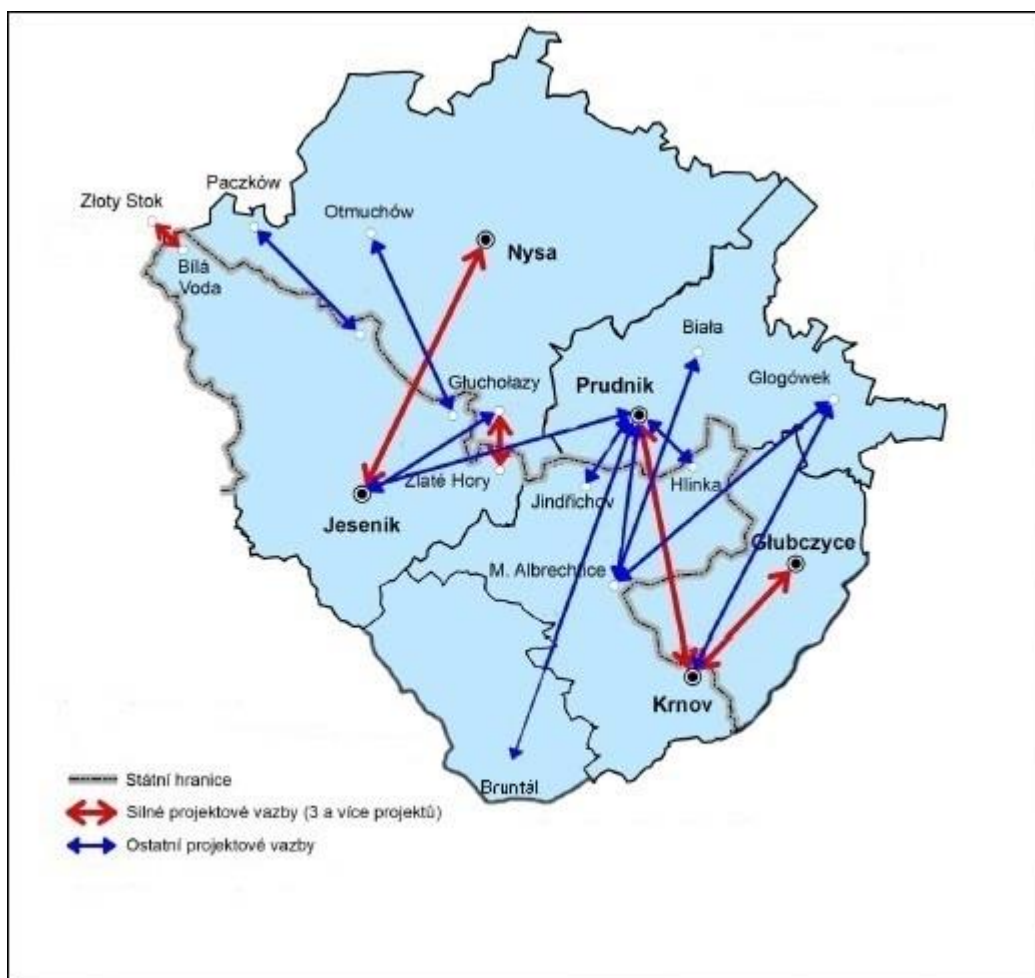 Paczków
Złoty Stok
Otmuchów
Nysa
Bílá
Voda
Biała
Głuchołazy
Prudnik
Glogówek
Zlaté Hory
Jindřichov
Hlinka
Jeseník
Głubczyce
M. Albrechtice
Krnov
Bruntál
Státní hranice
Silné projektové vazby (3 a více projektů)
Ostatní projektové vazby